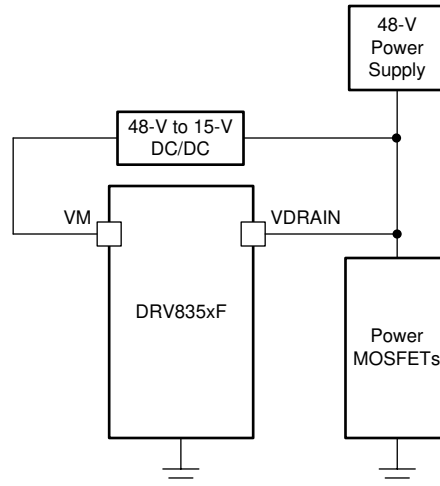 48-V
Power
Supply
48-V to 15-V
DC/DC
VM
VDRAIN
DRV835xF
Power
MOSFETs